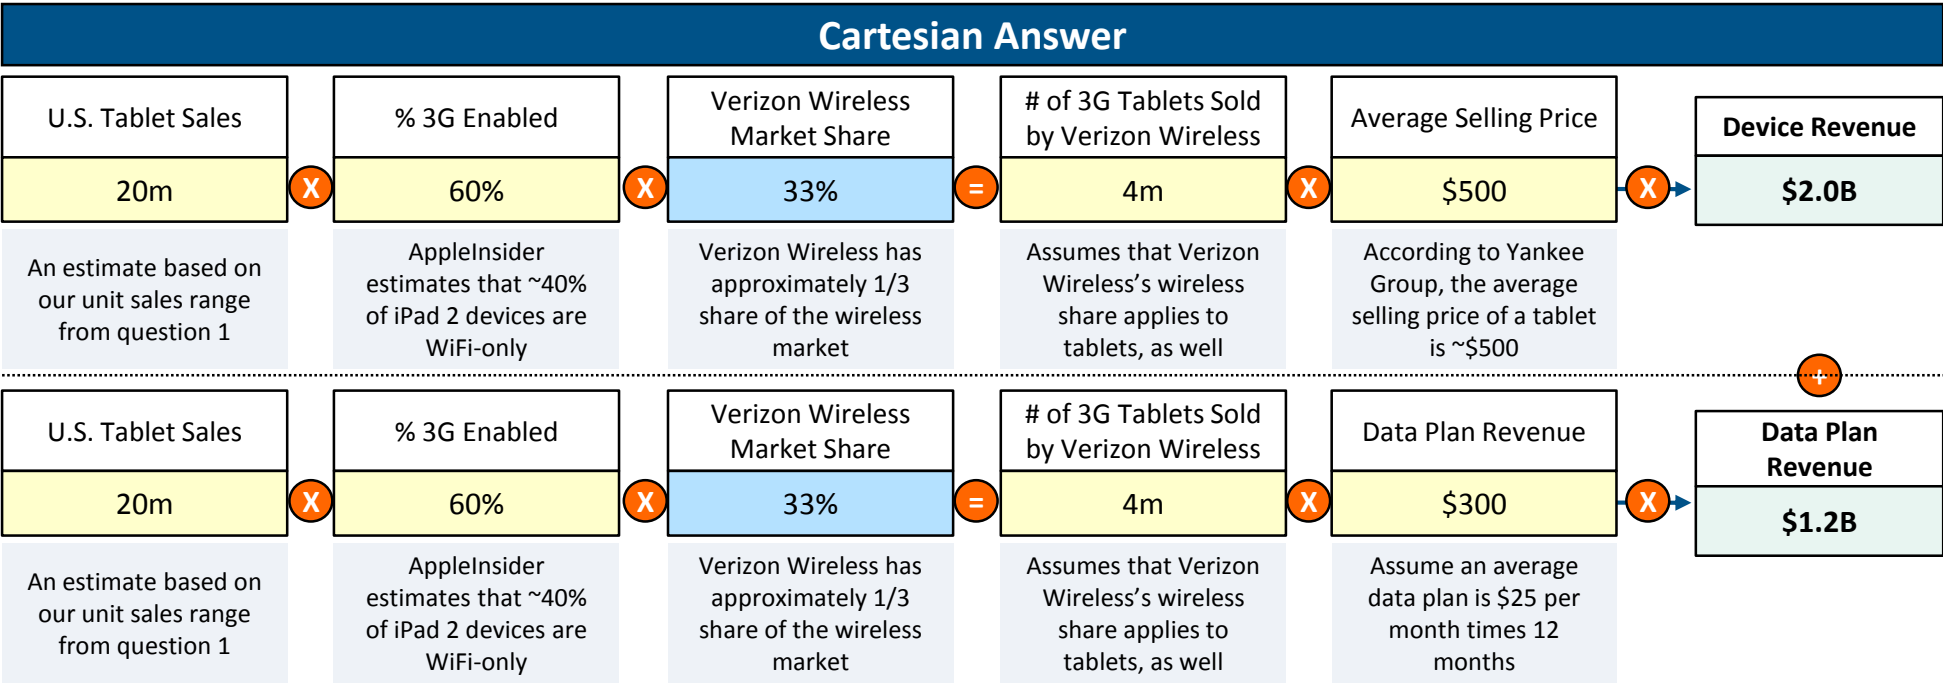 Cartesian Answer
U.S. Tablet Sales
20m
An estimate based on
our unit sales range
from question 1
X
% 3G Enabled
60%
AppleInsider
estimates that ~40%
of iPad 2 devices are
WiFi-only
X
Verizon Wireless
Market Share
33%
Verizon Wireless has
approximately 1/3
share of the wireless
market
=
# of 3G Tablets Sold
by Verizon Wireless
4m
Assumes that Verizon
Wireless’s wireless
share applies to
tablets, as well
X
Average Selling Price
$500
According to Yankee
Group, the average
selling price of a tablet
is ~$500
X
Device Revenue
$2.0B
+
U.S. Tablet Sales
20m
An estimate based on
our unit sales range
from question 1
X
% 3G Enabled
60%
AppleInsider
estimates that ~40%
of iPad 2 devices are
WiFi-only
X
Verizon Wireless
Market Share
33%
Verizon Wireless has
approximately 1/3
share of the wireless
market
=
# of 3G Tablets Sold
by Verizon Wireless
4m
Assumes that Verizon
Wireless’s wireless
share applies to
tablets, as well
X
Data Plan Revenue
$300
Assume an average
data plan is $25 per
month times 12
months
X
Data Plan
Revenue
$1.2B